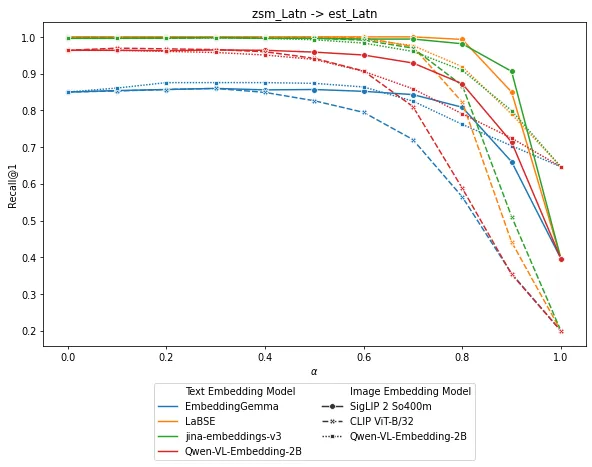 zsm_Latn -> est_Latn
Recall@1
1.0
0.9
0.8
0.7
0.6
0.5
0.4
0.3
0.2
0.0 0.2 0.4 0.6 0.8 1.0
α
Text Embedding Model
EmbeddingGemma
LaBSE
jina-embeddings-v3
Qwen-VL-Embedding-2B
Image Embedding Model
SigLIP 2 So400m
CLIP ViT-B/32
Qwen-VL-Embedding-2B